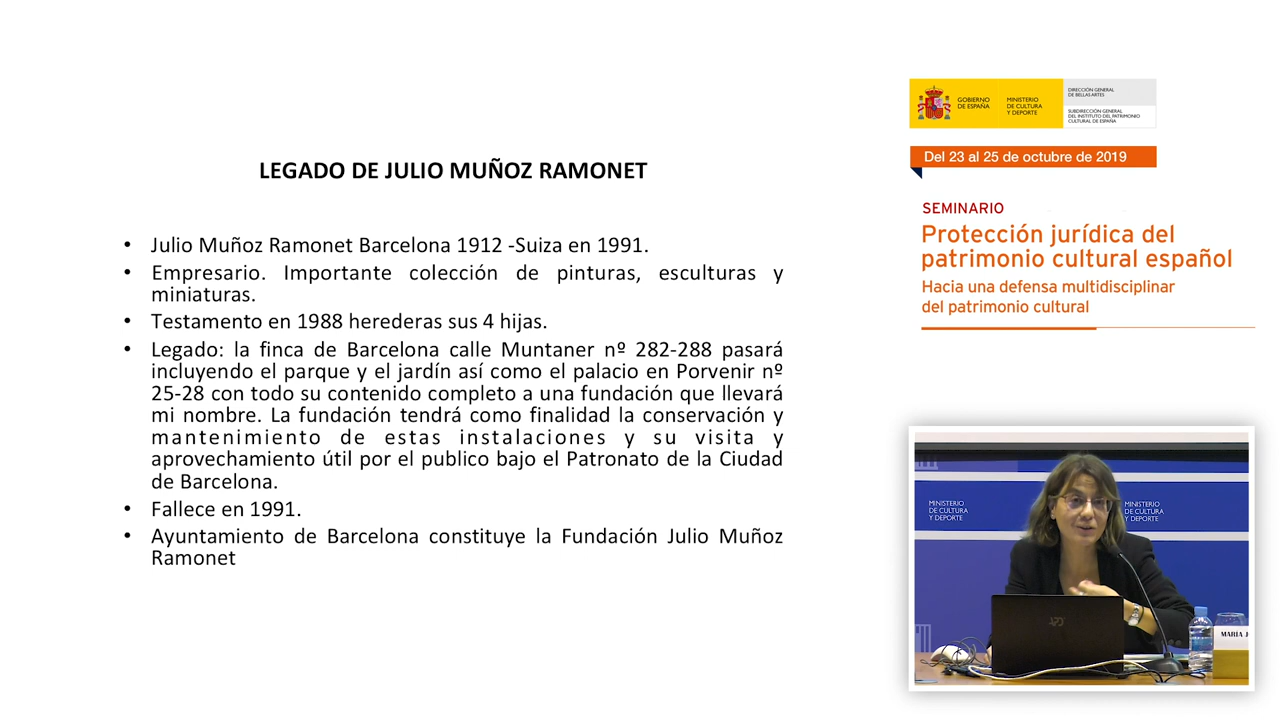 LEGADO DE JULIO MUÑOZ RAMONET
• Julio Muñoz Ramonet Barcelona 1912 -Suiza en 1991.
• Empresario. Importante colección de pinturas, esculturas y
miniaturas.
• Testamento en 1988 herederas sus 4 hijas.
• Legado: la finca de Barcelona calle Muntaner nº 282-288 pasará
incluyendo el parque y el jardín así como el palacio en Porvenir nº
25-28 con todo su contenido completo a una fundación que llevará
mi nombre. La fundación tendrá como finalidad la conservación y
mantenimiento de estas instalaciones y su visita y
aprovechamiento útil por el publico bajo el Patronato de la Ciudad
de Barcelona.
• Fallece en 1991.
• Ayuntamiento de Barcelona constituye la Fundación Julio Muñoz
Ramonet
GOBIERNO
DE ESPAÑA
MINISTERIO
DE CULTURA
Y DEPORTE
DIRECCIÓN GENERAL
DE BELLAS ARTES
SUBDIRECCIÓN GENERAL
DEL INSTITUTO DEL PATRIMONIO
CULTURAL DE ESPAÑA
Del 23 al 25 de octubre de 2019
SEMINARIO
Protección jurídica del
patrimonio cultural español
Hacia una defensa multidisciplinar
del patrimonio cultural
MINISTERIO
DE CULTURA
Y DEPORTE
MINISTERIO
DE CULTURA
Y DEPORTE
MARÍA J